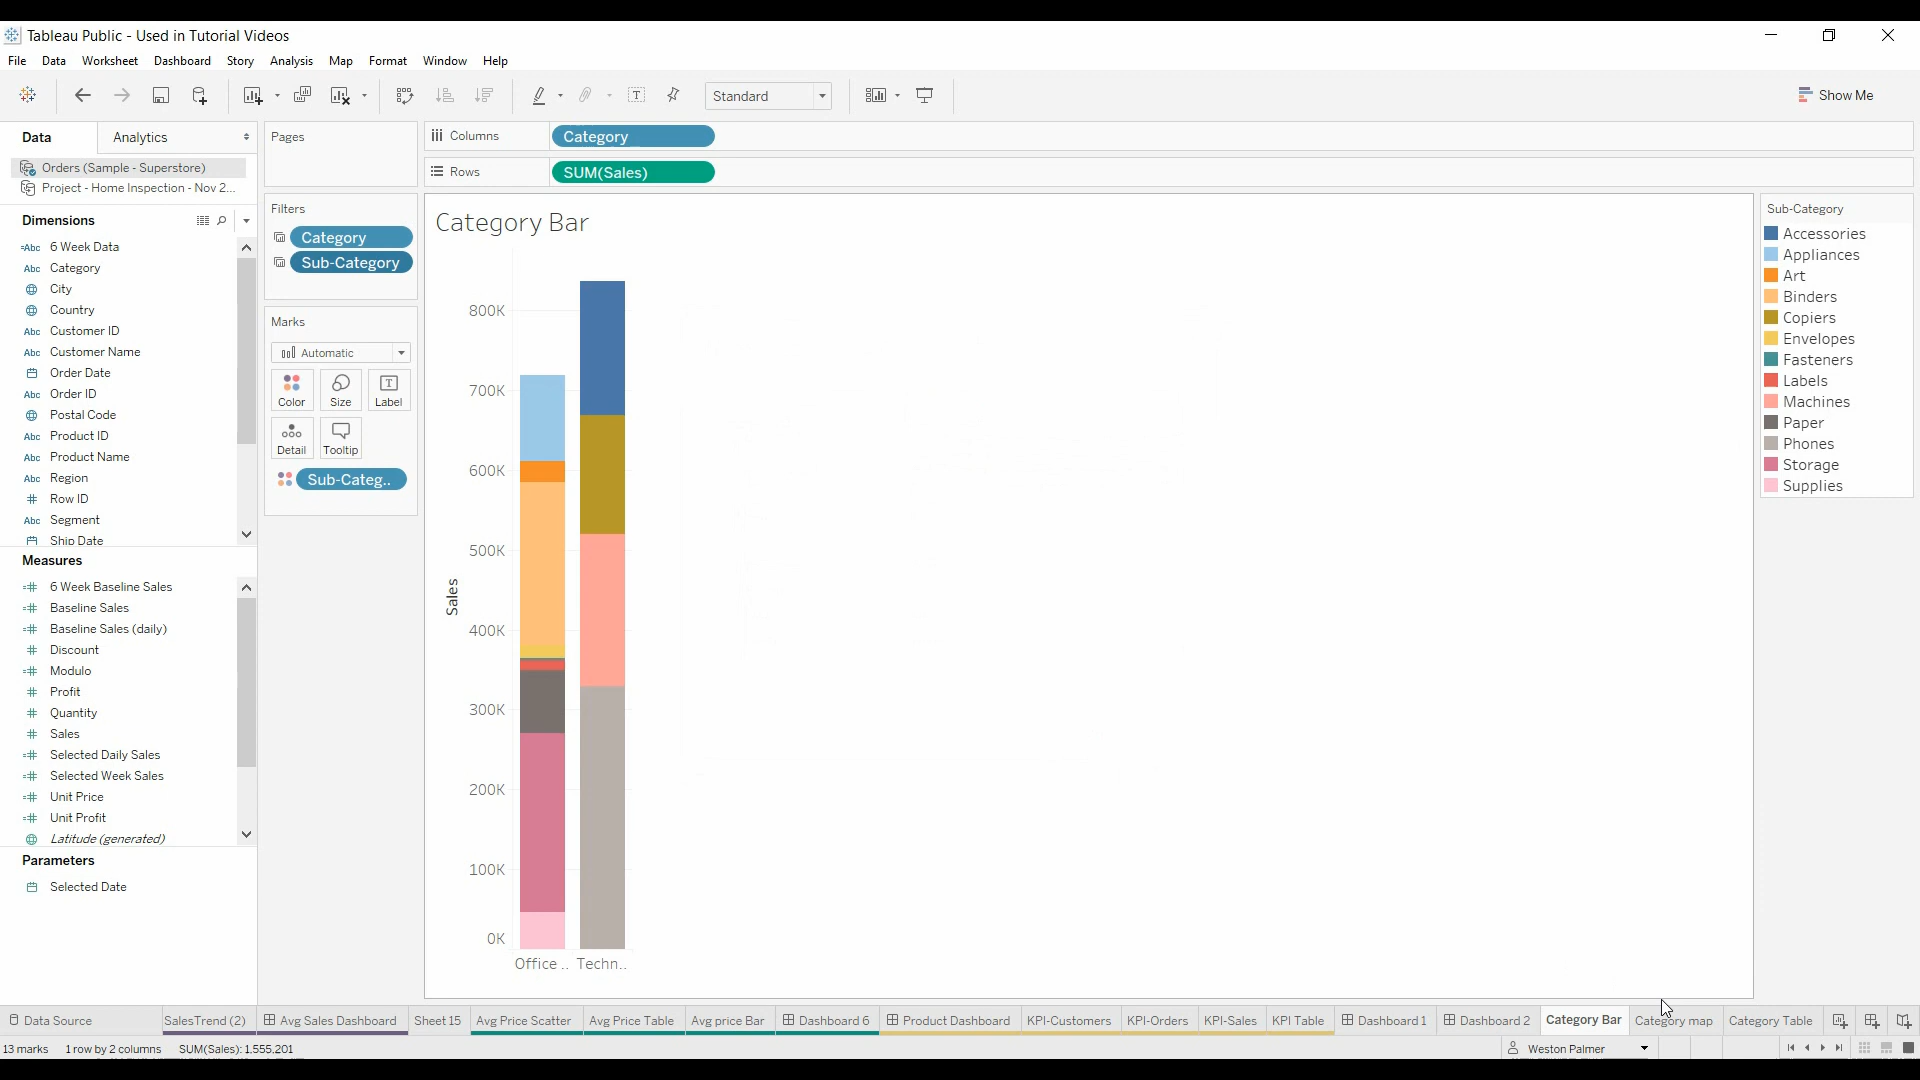 Tableau Public - Used in Tutorial Videos
File Data Worksheet Dashboard Story Analysis Map Format Window Help
Standard
Show Me
Data Analytics
Orders (Sample - Superstore)
Project - Home Inspection - Nov 2...
Dimensions
Abc 6 Week Data
Abc Category
City
Country
Abc Customer ID
Abc Customer Name
Order Date
Abc Order ID
Postal Code
Abc Product ID
Abc Product Name
Abc Region
# Row ID
Abc Segment
Ship Date
Measures
6 Week Baseline Sales
Baseline Sales
Baseline Sales (daily)
Discount
Modulo
Profit
Quantity
Sales
Selected Daily Sales
Selected Week Sales
Unit Price
Unit Profit
Latitude (generated)
Parameters
Selected Date
Pages
Filters
Category
Sub-Category
Marks
Automatic
Color Size Label
Detail Tooltip
Sub-Categ..
Columns Category
Rows SUM(Sales)
Category Bar
800K
700K
600K
500K
400K
300K
200K
100K
0K
Sales
Office .. Techn..
Sub-Category
Accessories
Appliances
Art
Binders
Copiers
Envelopes
Fasteners
Labels
Machines
Paper
Phones
Storage
Supplies
Data Source SalesTrend (2) Avg Sales Dashboard Sheet 15 Avg Price Scatter Avg Price Table Avg price Bar Dashboard 6 Product Dashboard KPI-Customers KPI-Orders KPI-Sales KPI Table Dashboard 1 Dashboard 2 Category Bar Category map Category Table
13 marks 1 row by 2 columns SUM(Sales): 1,555,201 Weston Palmer